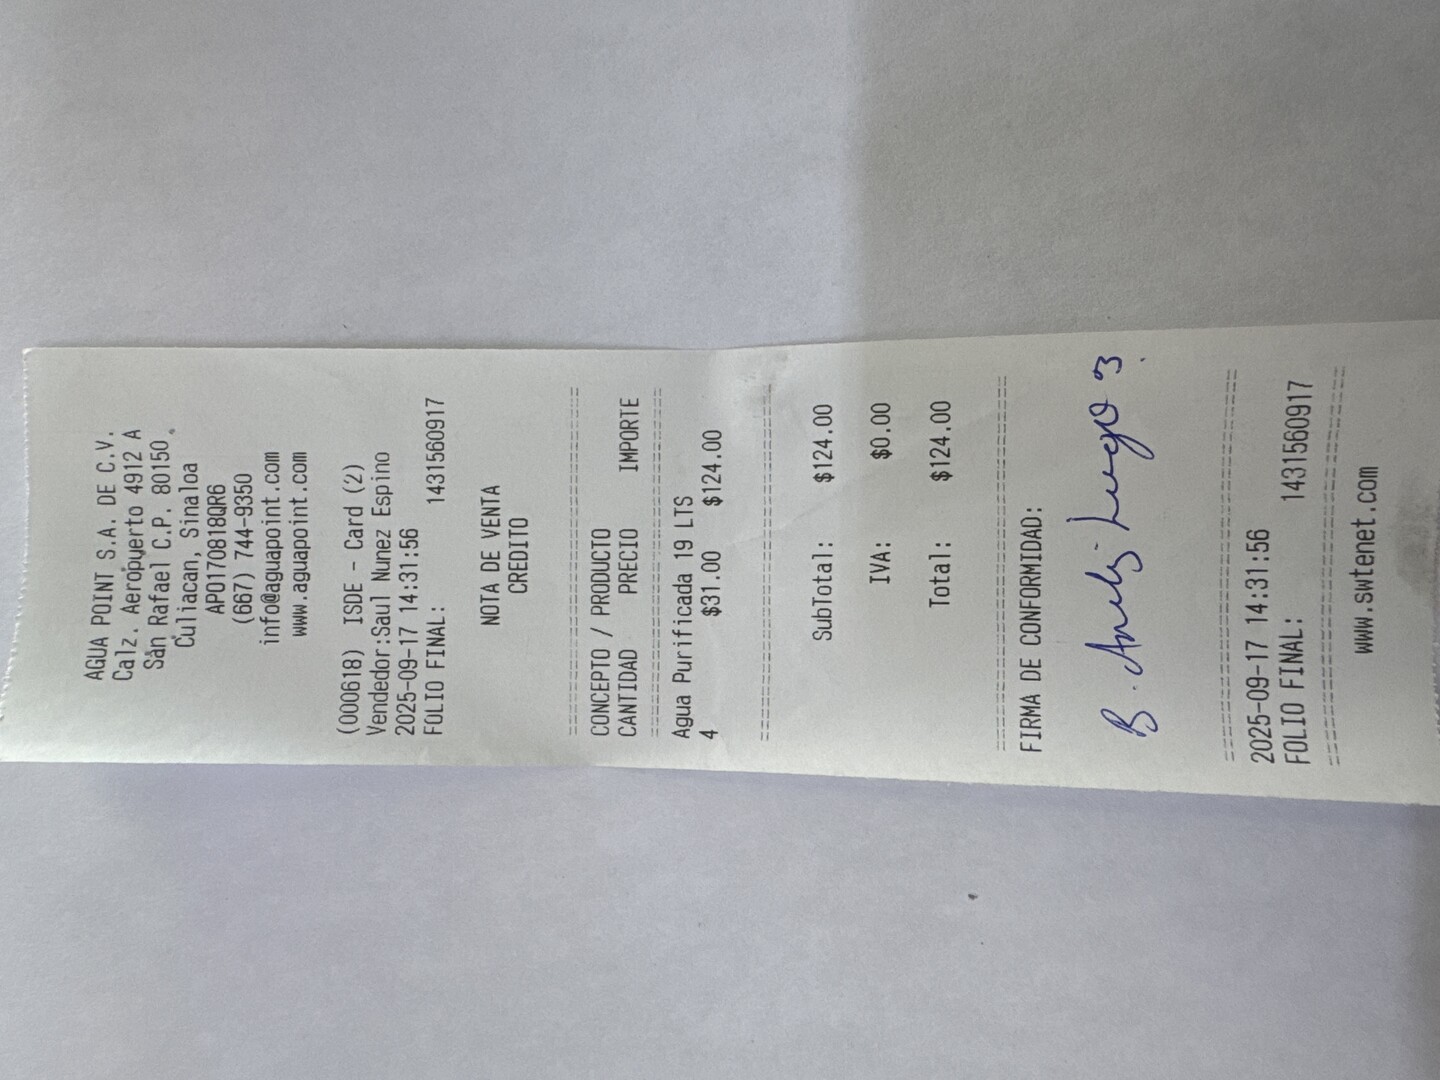 AGUA POINT S.A. DE C.V.
Calz. Aeropuerto 4912 A
San Rafael C.P. 80150
Culiacan, Sinaloa
APO170818QR6
(667) 744-9350
info@aguapoint.com
www.aguapoint.com
(000618) ISDE - Card (2)
Vendedor:Saul Nunez Espino
2025-09-17 14:31:56
FOLIO FINAL: 1431560917
NOTA DE VENTA
CREDITO
CONCEPTO / PRODUCTO
CANTIDAD PRECIO IMPORTE
Agua Purificada 19 LTS
4 $31.00 $124.00
SubTotal: $124.00
IVA: $0.00
Total: $124.00
FIRMA DE CONFORMIDAD:
B. Lugo
2025-09-17 14:31:56
FOLIO FINAL: 1431560917
www.swtenet.com